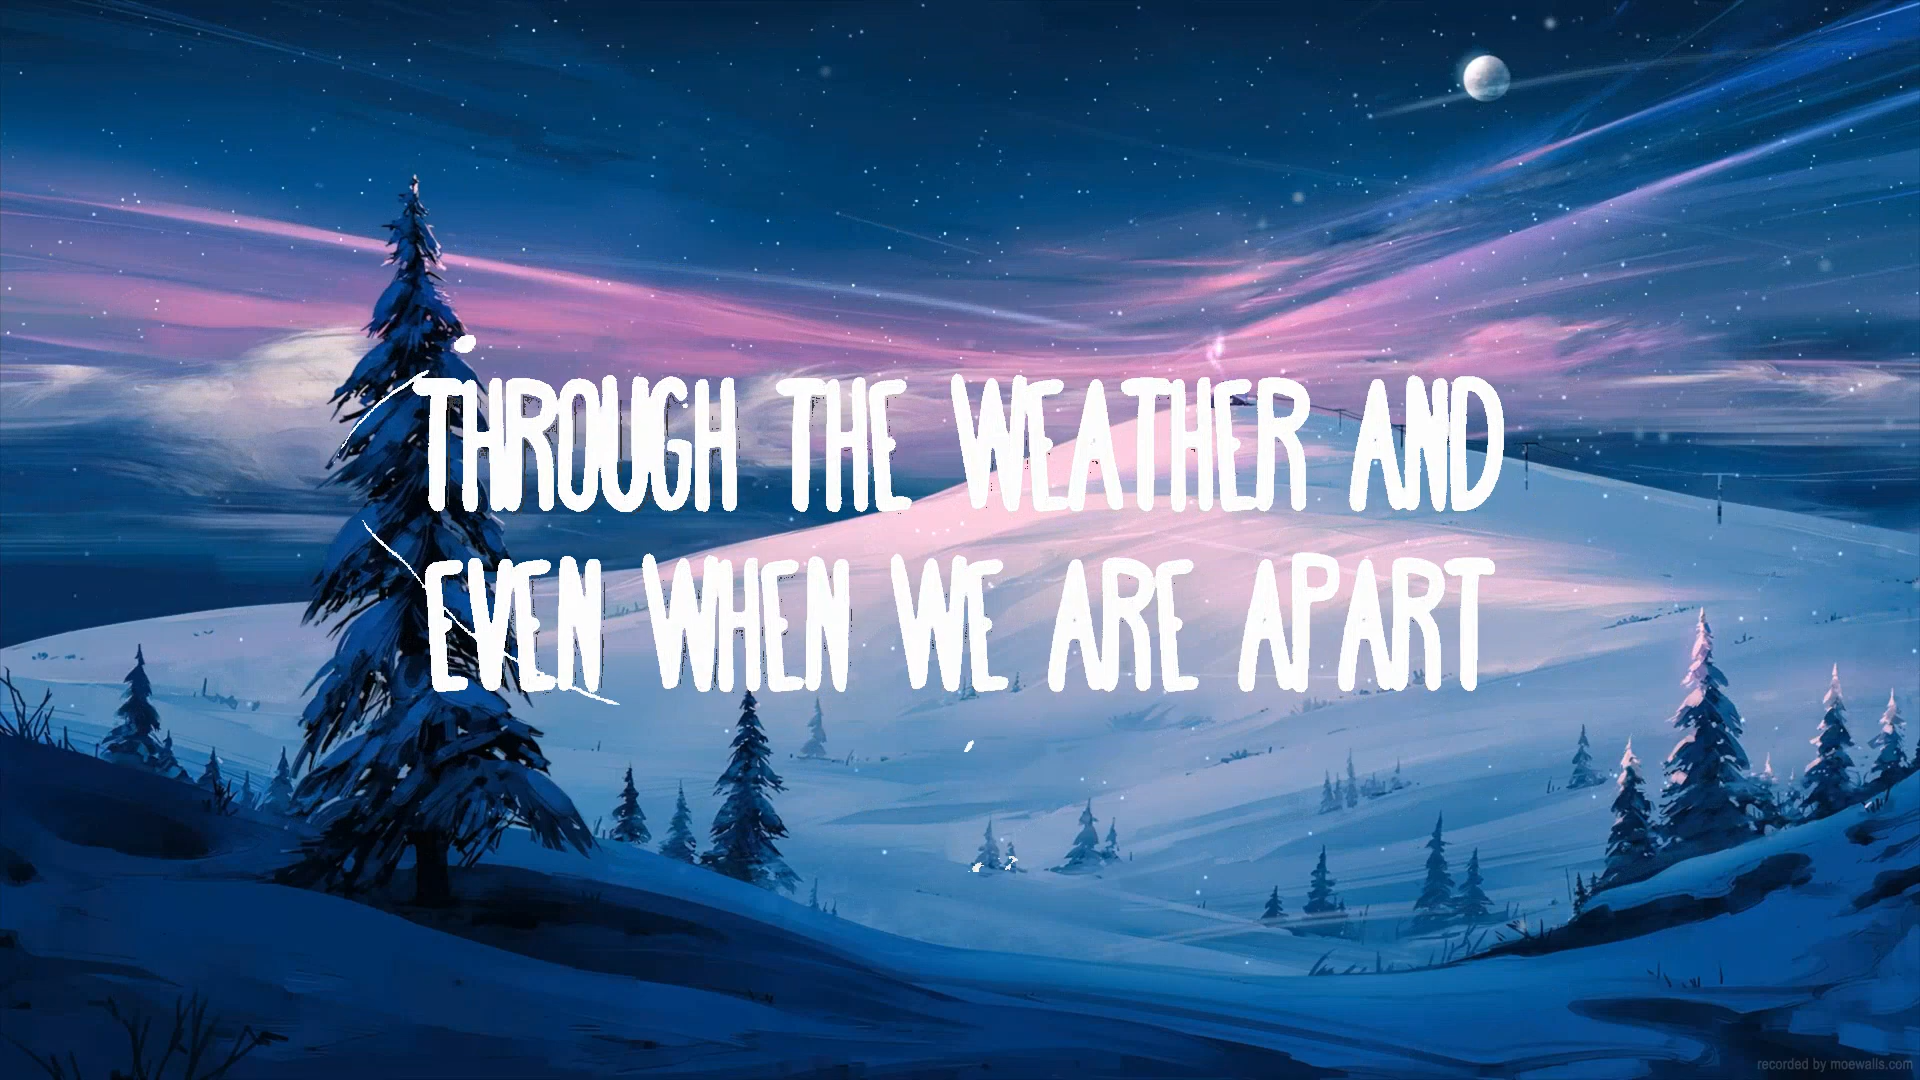 THROUGH THE WEATHER AND
EVEN WHEN WE ARE APART
recorded by moewalls.com